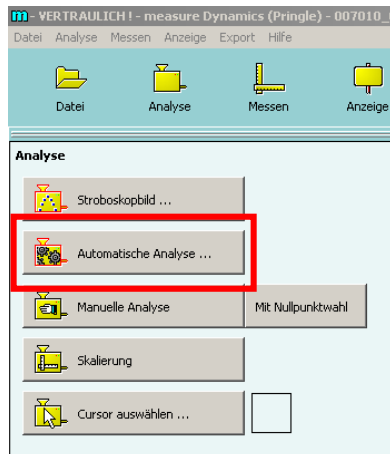 m - VERTRAULICH ! - measure Dynamics (Pringle) - 007010_
Datei Analyse Messen Anzeige Export Hilfe
Datei Analyse Messen Anzeige
Analyse
Stroboskopbild ...
Automatische Analyse ...
Manuelle Analyse Mit Nullpunktwahl
Skalierung
Cursor auswählen ...